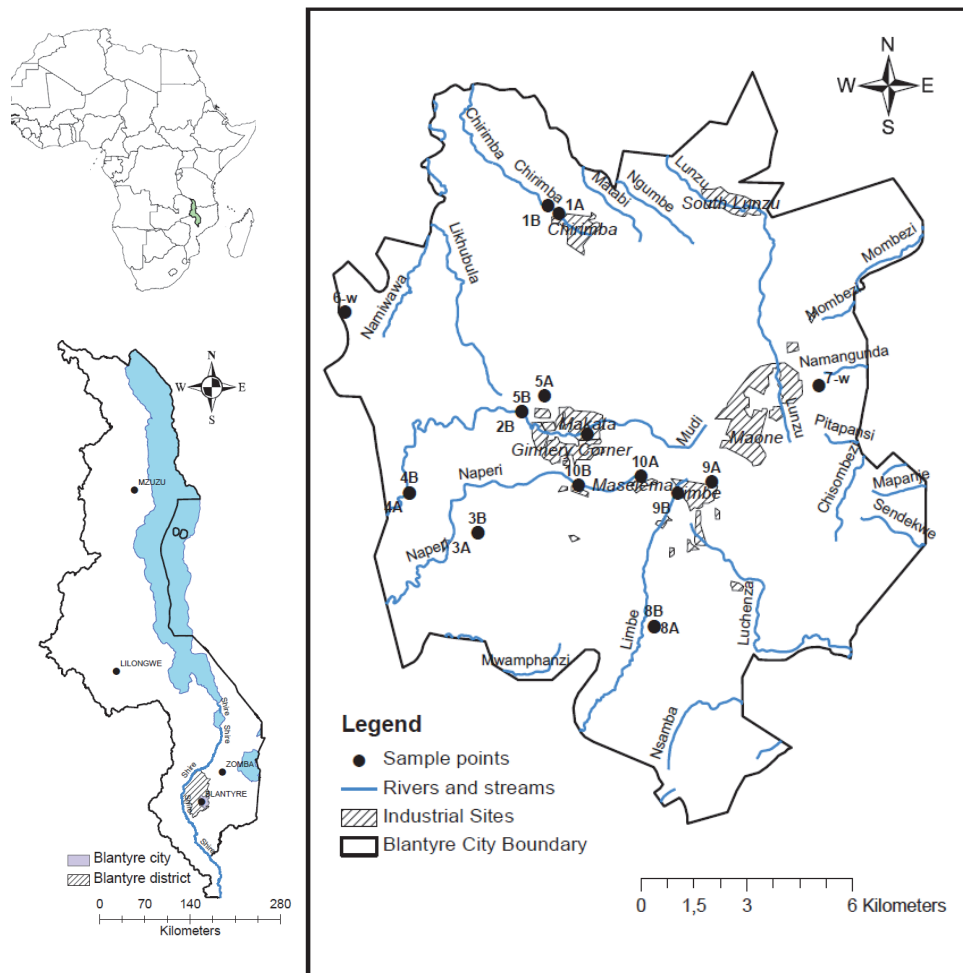 N
W E
S
MZUZU
LILONGWE
Shire
Shire
Shire
ZOMBA
BLANTYRE
Shire
Shire
Blantyre city
Blantyre district
0 70 140 280
Kilometers
N
W E
S
Chirimba
Chirimba
1A
1B
Chirimba
Matabi
Ngumbe
Lunzu
South Lunzu
Mombezi
Mombezi
Likhubula
Namiwawa
6-w
Namangunda
7-w
5A
5B
2B
Makata
Ginnery Corner
Mudi
Maone
Lunzu
Pitapansi
Chisombezi
Mapanje
Sendekwe
4B
4A
Naperi
10B
10A
Maselema
9A
9B
3B
3A
Naperi
8B
8A
Limbe
Luchenza
Mwamphanzi
Nsamba
Legend
Sample points
Rivers and streams
Industrial Sites
Blantyre City Boundary
0 1,5 3 6 Kilometers